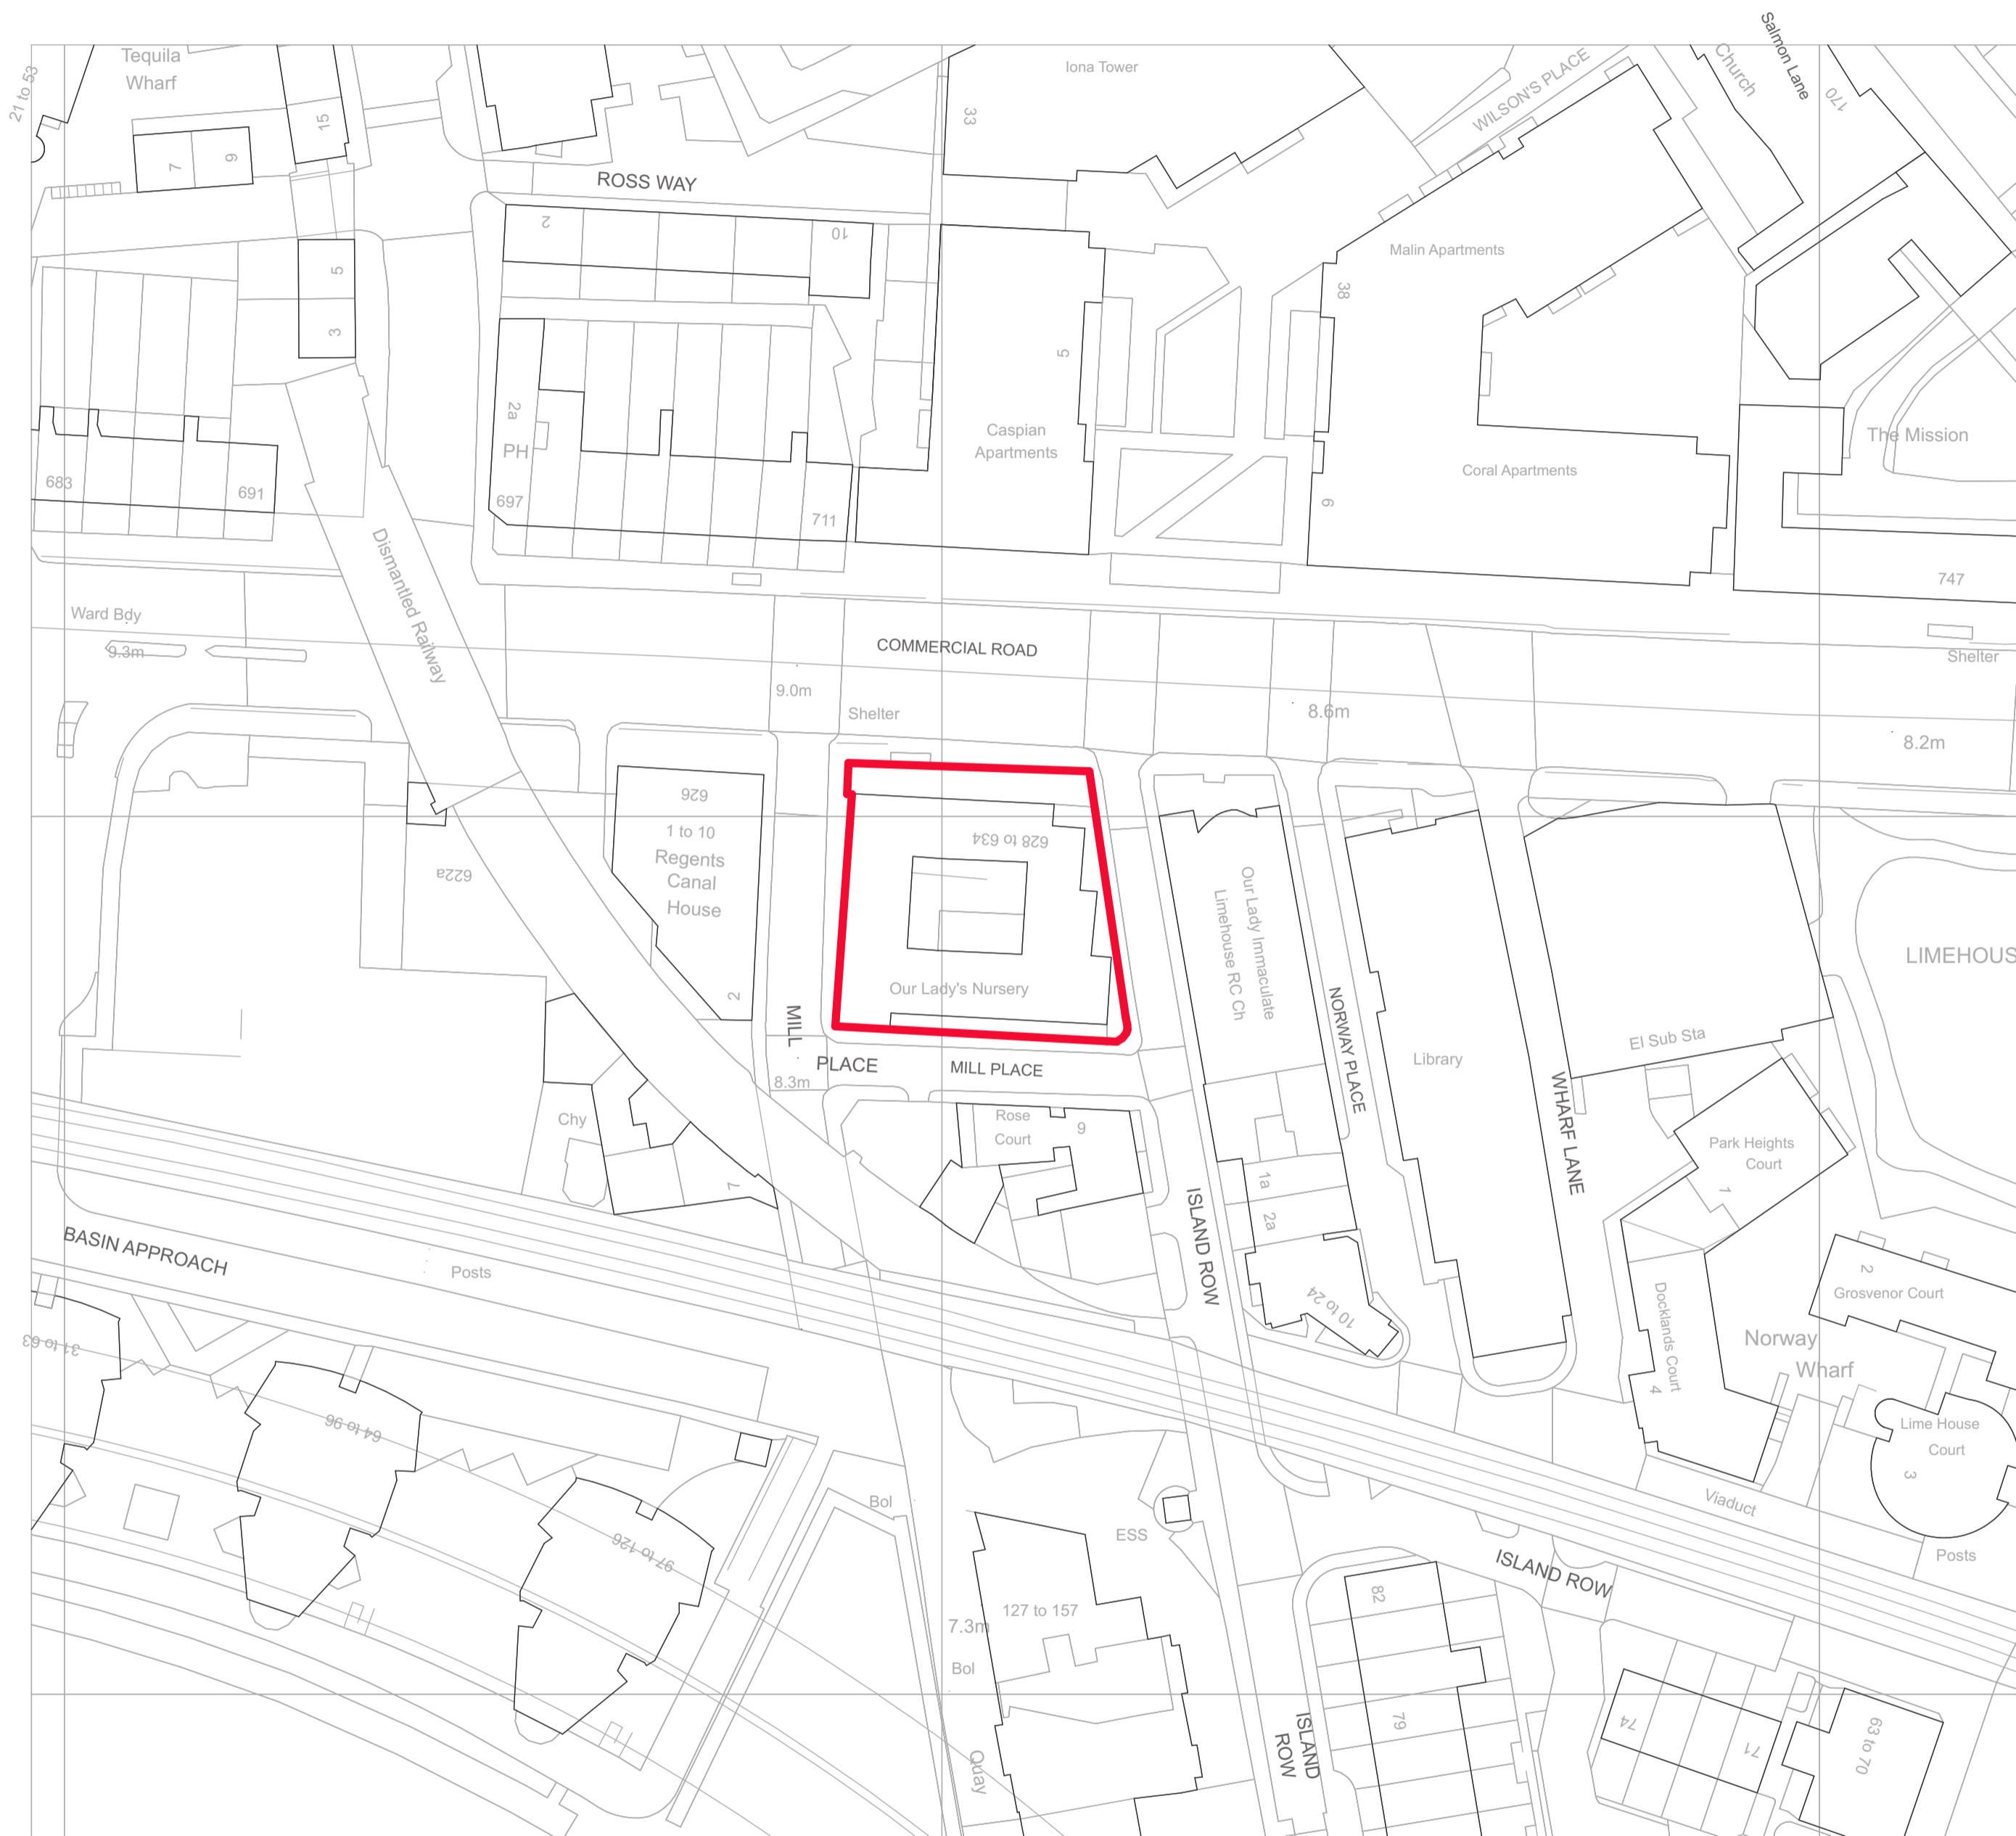 Salmon Lane
Tequila
Wharf
21 to 53
Iona Tower
WILSON'S PLACE
Church
170
15
33
7
9
ROSS WAY
2
10
Malin Apartments
5
38
3
5
2a
PH
Caspian
Apartments
The Mission
Coral Apartments
683
691
697
711
6
Dismantled Railway
747
Ward Bdy
9.3m
COMMERCIAL ROAD
Shelter
9.0m
Shelter
8.6m
8.2m
626
1 to 10
Regents
Canal
House
2
628 to 634
622a
Our Lady Immaculate
Limehouse RC Ch
LIMEHOUS
Our Lady's Nursery
MILL
PLACE
MILL PLACE
NORWAY PLACE
El Sub Sta
Library
8.3m
WHARF LANE
Chy
Rose
Court
9
Park Heights
Court
1
7
1a
2a
ISLAND ROW
BASIN APPROACH
Posts
10 to 24
2
Grosvenor Court
Docklands Court
4
Norway
Wharf
31 to 63
64 to 96
Lime House
Court
3
Bol
Viaduct
ESS
97 to 126
Posts
ISLAND ROW
82
127 to 157
7.3m
Bol
79
ISLAND
ROW
74
71
63 to 70
Quay